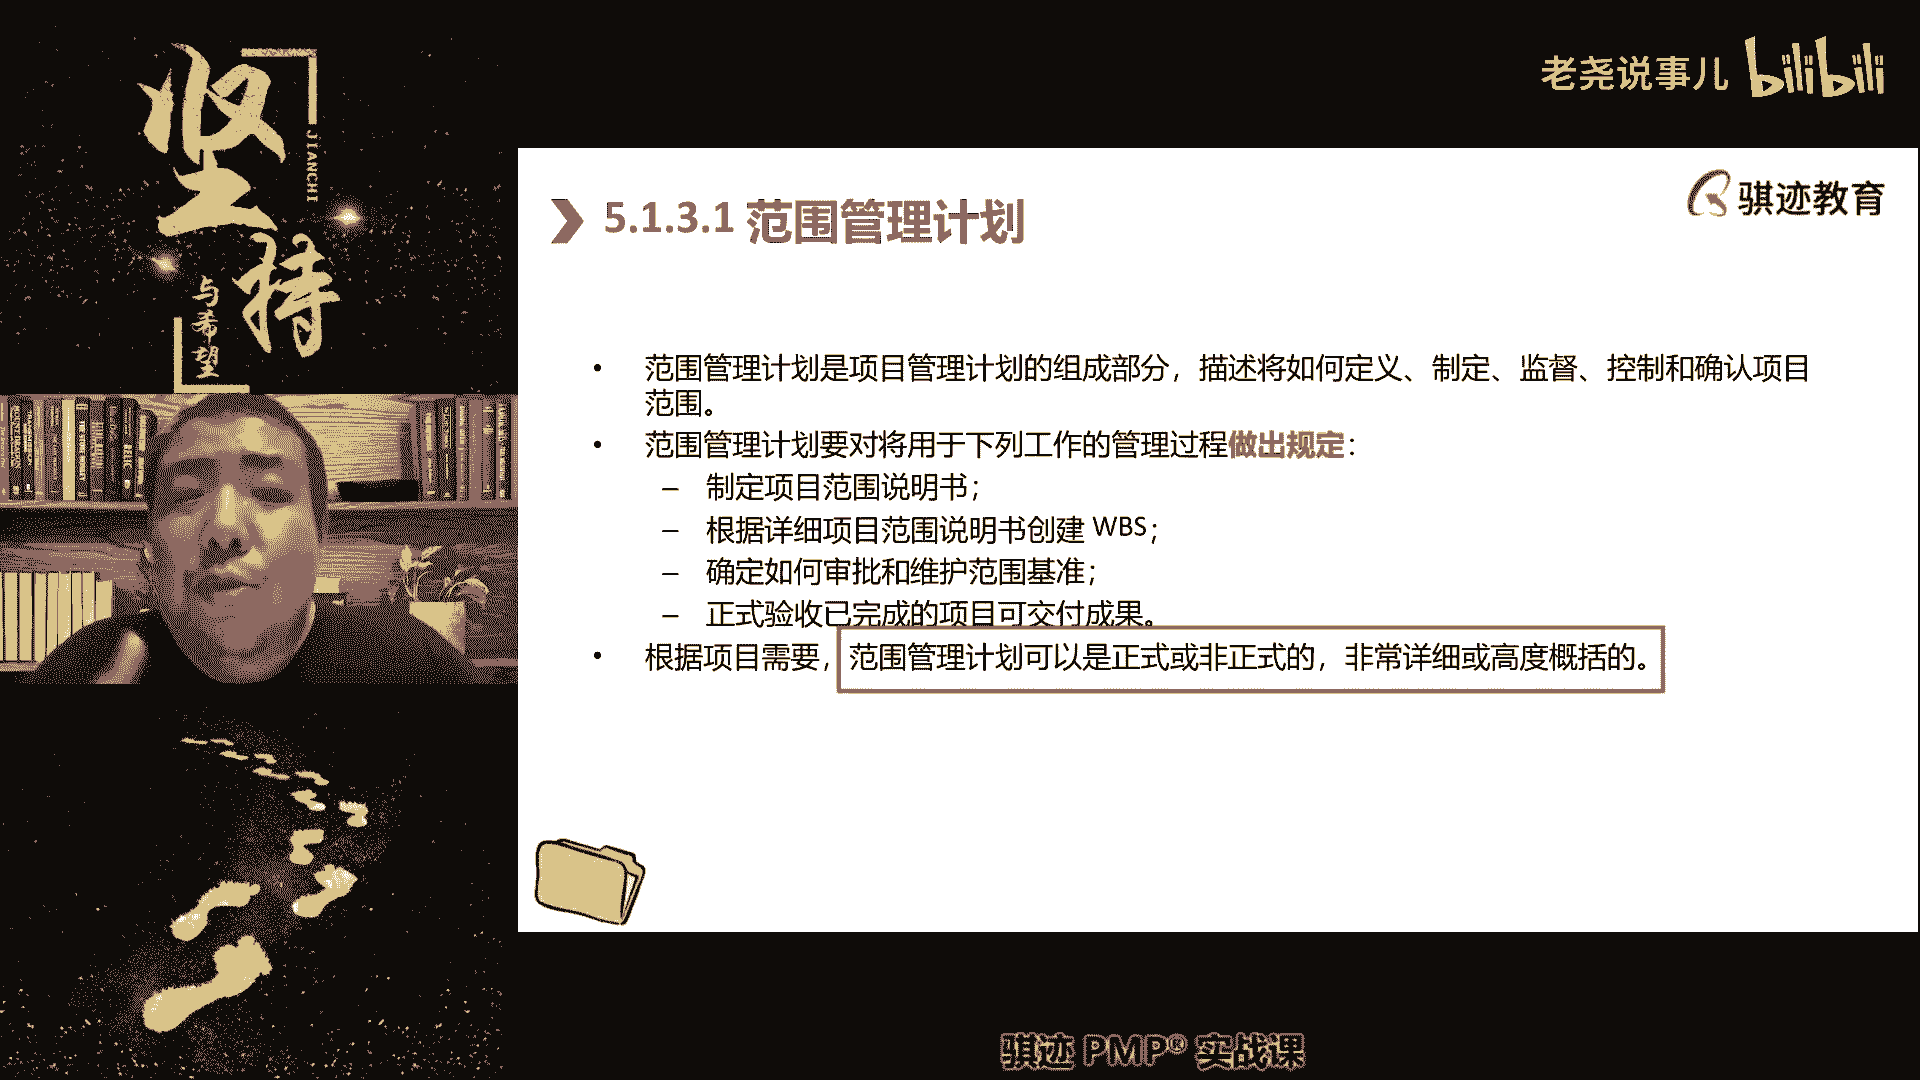 坚持
JIANCHI
与希望
老尧说事儿 bilibili
骐迹教育
5.1.3.1 范围管理计划
• 范围管理计划是项目管理计划的组成部分，描述将如何定义、制定、监督、控制和确认项目
范围。
• 范围管理计划要对将用于下列工作的管理过程做出规定：
– 制定项目范围说明书；
– 根据详细项目范围说明书创建 WBS；
– 确定如何审批和维护范围基准；
– 正式验收已完成的项目可交付成果。
• 根据项目需要，范围管理计划可以是正式或非正式的，非常详细或高度概括的。
骐迹 PMP® 实战课